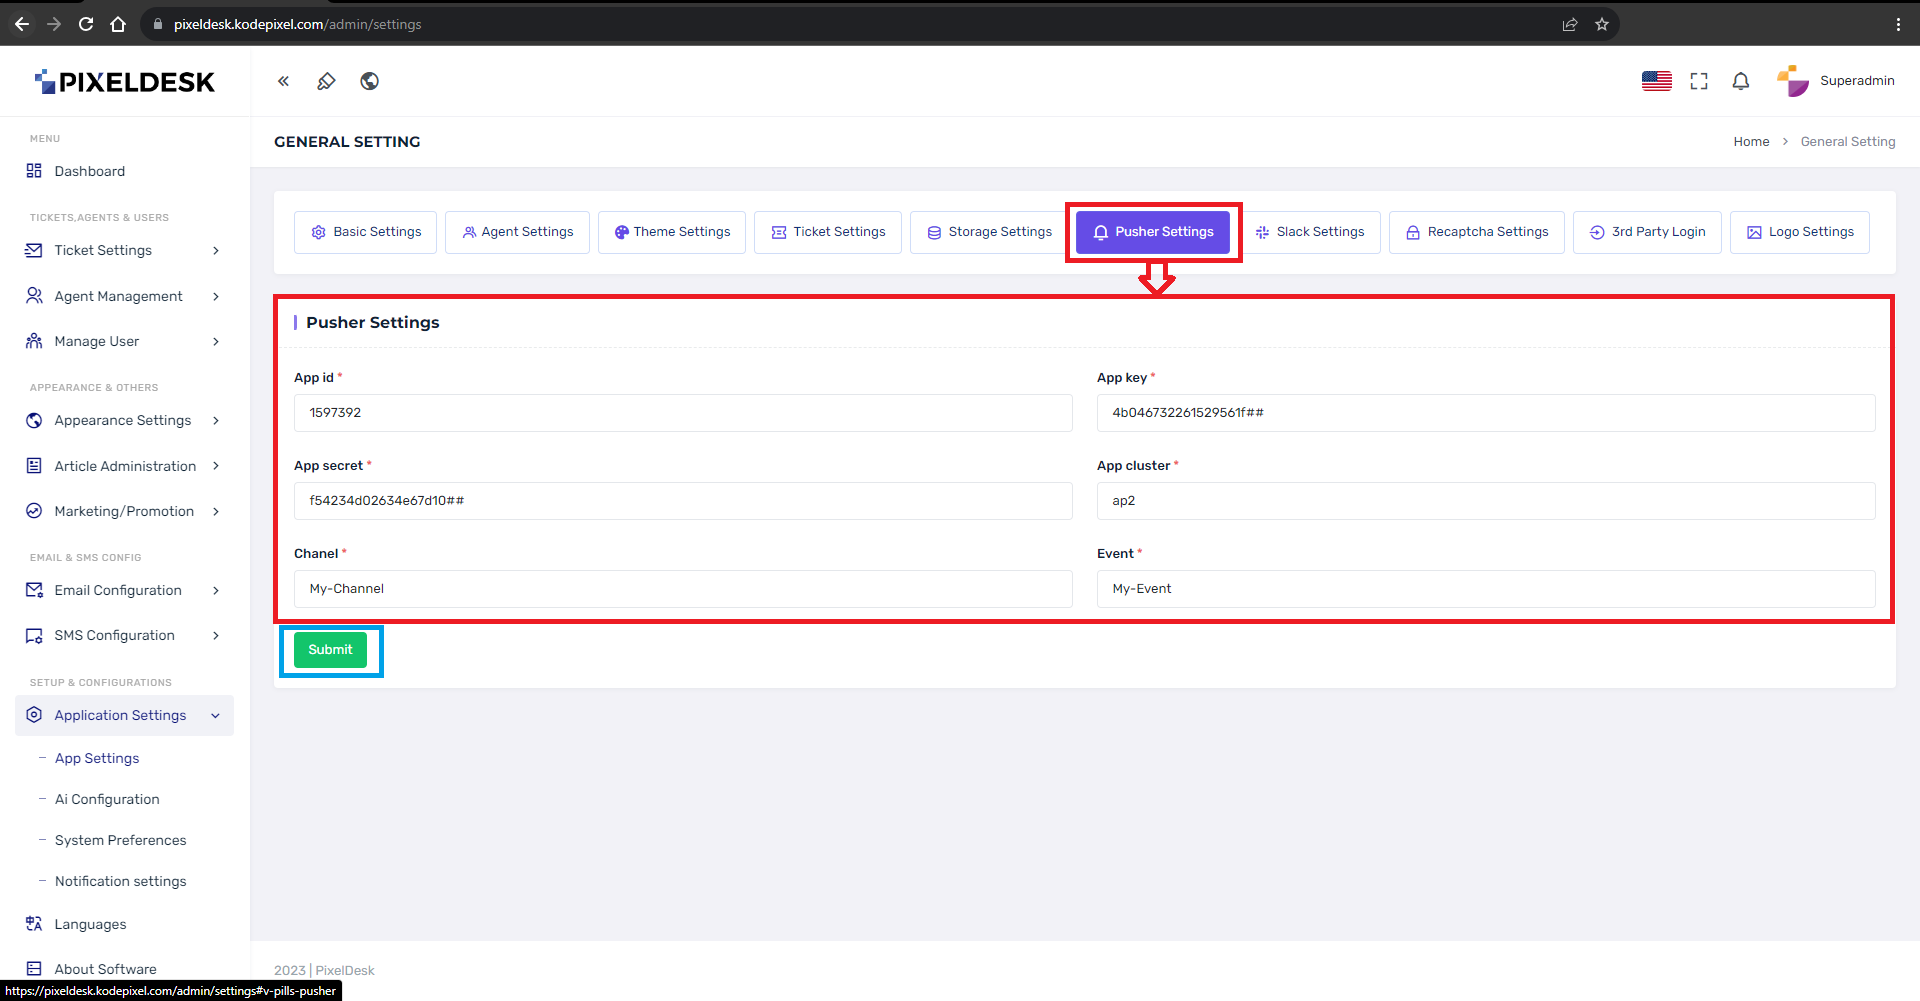 pixeldesk.kodepixel.com/admin/settings
PIXELDESK
Superadmin
MENU
Dashboard
TICKETS,AGENTS & USERS
Ticket Settings
Agent Management
Manage User
APPEARANCE & OTHERS
Appearance Settings
Article Administration
Marketing/Promotion
EMAIL & SMS CONFIG
Email Configuration
SMS Configuration
SETUP & CONFIGURATIONS
Application Settings
App Settings
Ai Configuration
System Preferences
Notification settings
Languages
About Software
GENERAL SETTING
Home > General Setting
Basic Settings
Agent Settings
Theme Settings
Ticket Settings
Storage Settings
Pusher Settings
Slack Settings
Recaptcha Settings
3rd Party Login
Logo Settings
Pusher Settings
App id *
1597392
App key *
4b046732261529561f##
App secret *
f54234d02634e67d10##
App cluster *
ap2
Chanel *
My-Channel
Event *
My-Event
Submit
2023 | PixelDesk
https://pixeldesk.kodepixel.com/admin/settings#v-pills-pusher